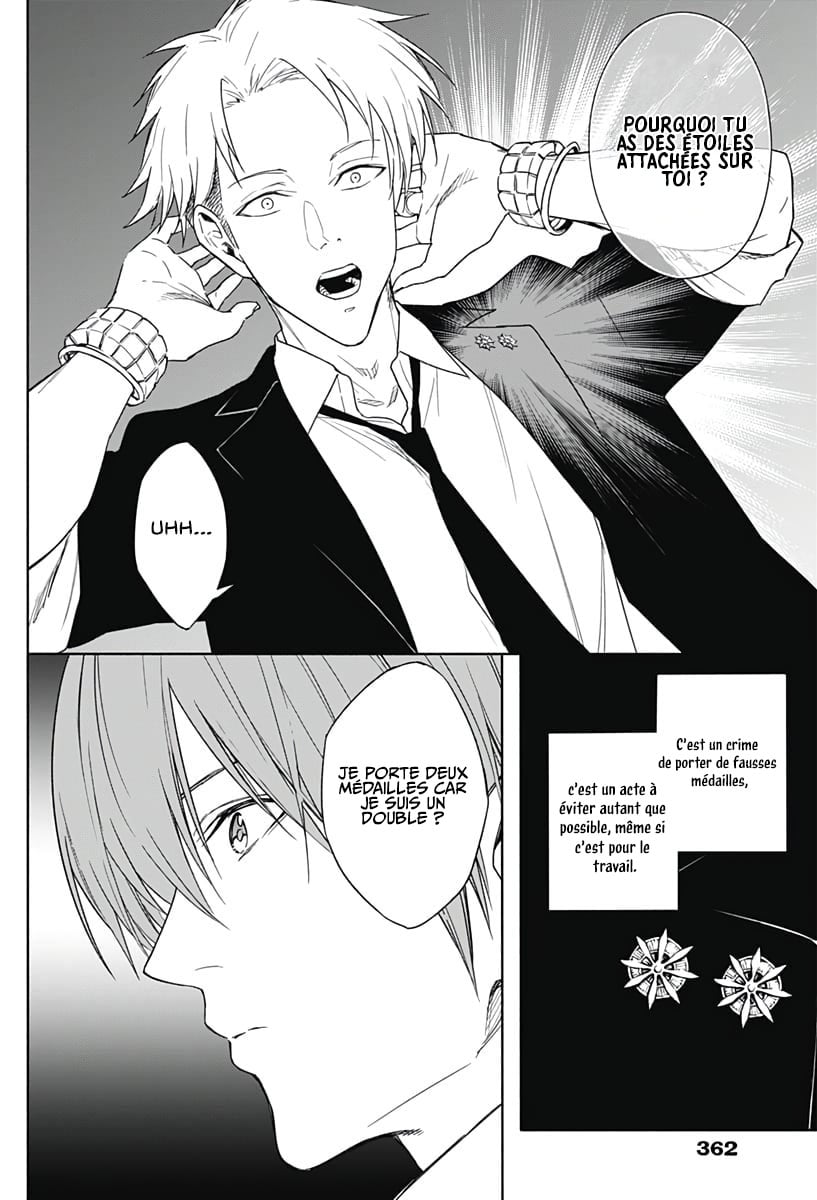 POURQUOI TU
AS DES ÉTOILES
ATTACHÉES SUR
TOI ?
UHH...
C'est un crime
de porter de fausses
médailles,
c'est un acte à
éviter autant que
possible, même si
c'est pour le
travail.
JE PORTE DEUX
MÉDAILLES CAR
JE SUIS UN
DOUBLE ?
362